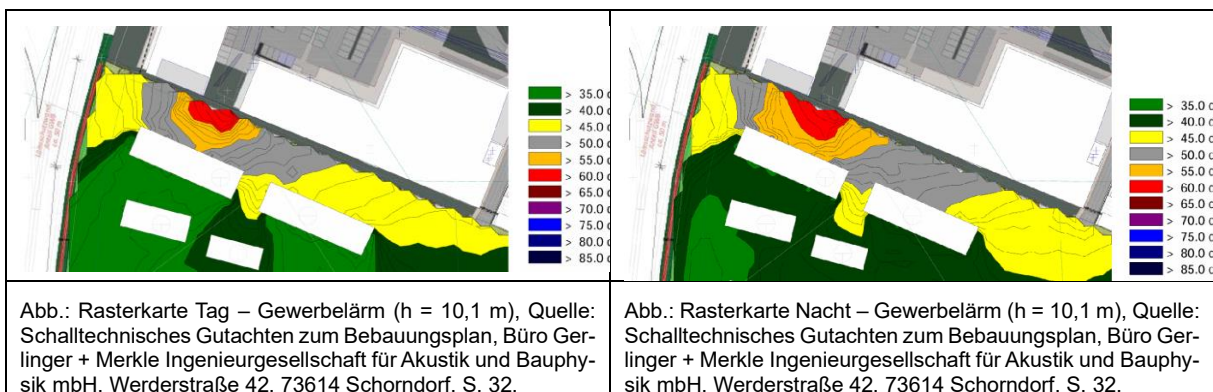 > 35.0 d
> 40.0 d
> 45.0 d
> 50.0 d
> 55.0 d
> 60.0 d
> 65.0 d
> 70.0 d
> 75.0 d
> 80.0 d
> 85.0 d
> 35.0 d
> 40.0 d
> 45.0 d
> 50.0 d
> 55.0 d
> 60.0 d
> 65.0 d
> 70.0 d
> 75.0 d
> 80.0 d
> 85.0 d
Abb.: Rasterkarte Tag – Gewerbelärm (h = 10,1 m), Quelle:
Schalltechnisches Gutachten zum Bebauungsplan, Büro Ger-
linger + Merkle Ingenieurgesellschaft für Akustik und Bauphy-
sik mbH, Werderstraße 42, 73614 Schorndorf, S. 32.
Abb.: Rasterkarte Nacht – Gewerbelärm (h = 10,1 m), Quelle:
Schalltechnisches Gutachten zum Bebauungsplan, Büro Ger-
linger + Merkle Ingenieurgesellschaft für Akustik und Bauphy-
sik mbH, Werderstraße 42, 73614 Schorndorf, S. 32.